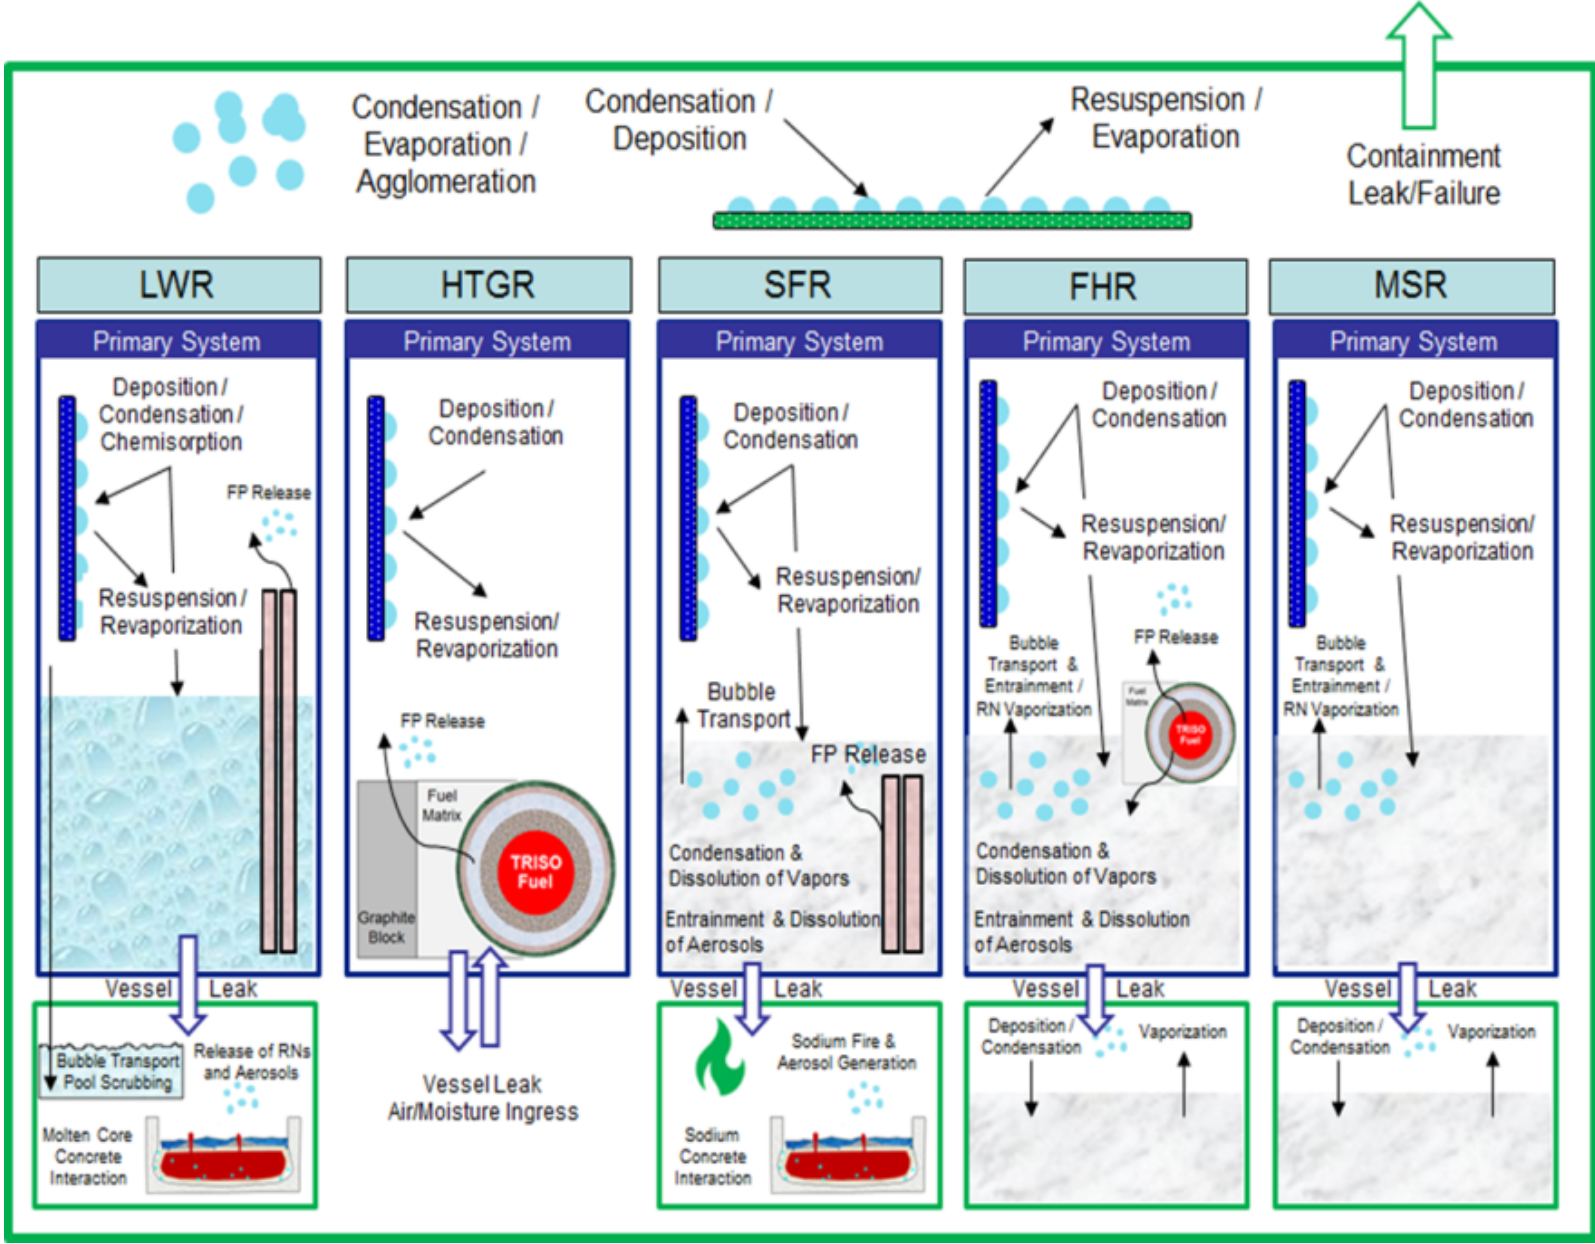 Condensation /
Evaporation /
Agglomeration
Condensation /
Deposition
Resuspension /
Evaporation
Containment
Leak/Failure
LWR
Primary System
Deposition /
Condensation /
Chemisorption
FP Release
Resuspension /
Revaporization
Vessel Leak
Bubble Transport
Pool Scrubbing
Release of RNs
and Aerosols
Molten Core
Concrete
Interaction
HTGR
Primary System
Deposition /
Condensation
Resuspension/
Revaporization
FP Release
Fuel
Matrix
TRISO
Fuel
Graphite
Block
Vessel Leak
Air/Moisture Ingress
SFR
Primary System
Deposition /
Condensation
Resuspension/
Revaporization
Bubble
Transport
FP Release
Condensation &
Dissolution of Vapors
Entrainment & Dissolution
of Aerosols
Vessel Leak
Sodium Fire &
Aerosol Generation
Sodium
Concrete
Interaction
FHR
Primary System
Deposition /
Condensation
Resuspension/
Revaporization
FP Release
Bubble
Transport &
Entrainment /
RN Vaporization
Fuel
Matrix
TRISO
Fuel
Condensation &
Dissolution of Vapors
Entrainment & Dissolution
of Aerosols
Vessel Leak
Deposition /
Condensation
Vaporization
MSR
Primary System
Deposition /
Condensation
Resuspension/
Revaporization
Bubble
Transport &
Entrainment /
RN Vaporization
Vessel Leak
Deposition /
Condensation
Vaporization